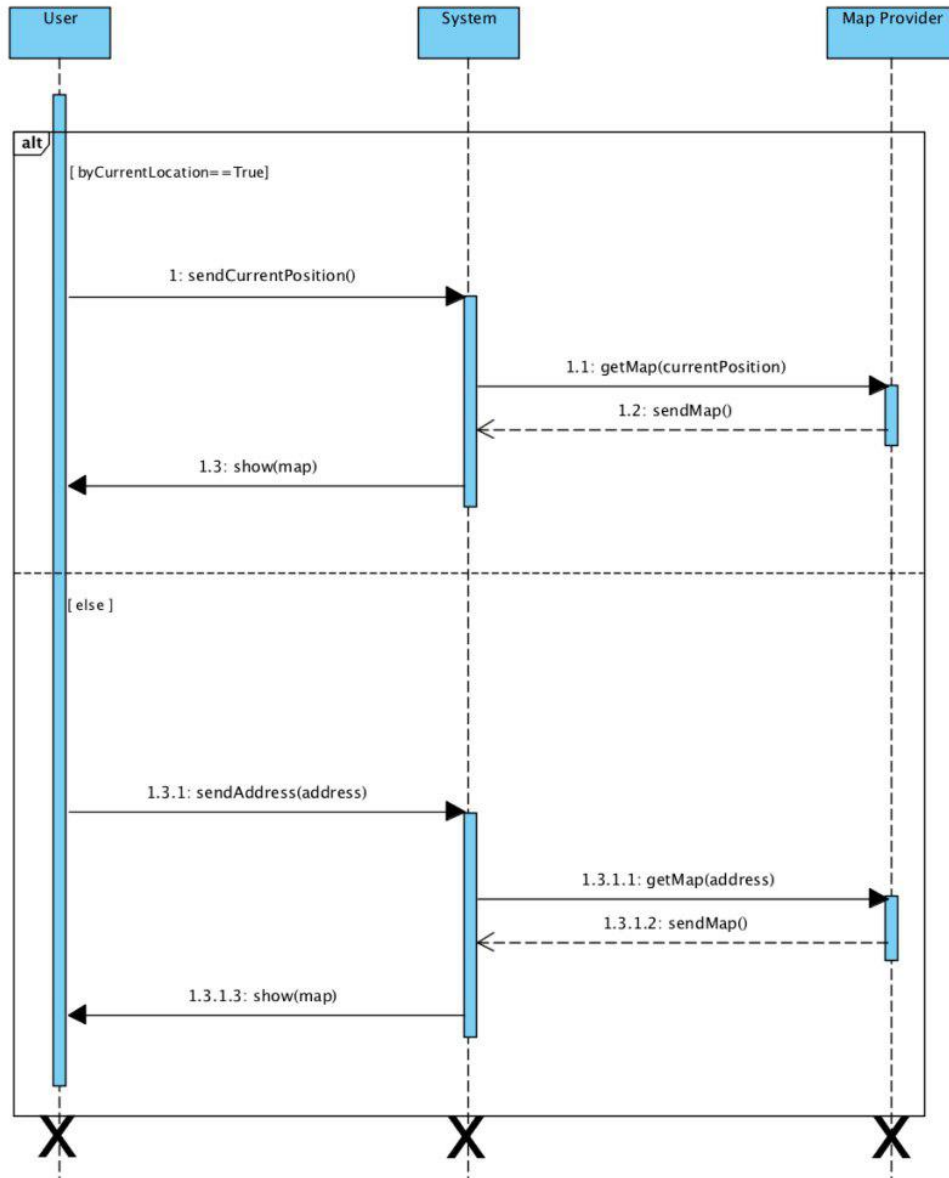 User
System
Map Provider
alt
[ byCurrentLocation==True]
1: sendCurrentPosition()
1.1: getMap(currentPosition)
1.2: sendMap()
1.3: show(map)
[ else ]
1.3.1: sendAddress(address)
1.3.1.1: getMap(address)
1.3.1.2: sendMap()
1.3.1.3: show(map)